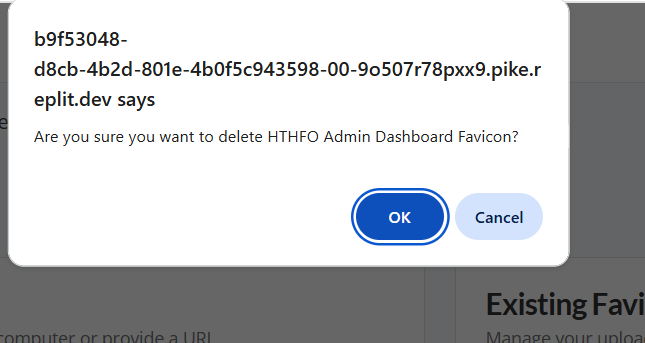 b9f53048-
d8cb-4b2d-801e-4b0f5c943598-00-9o507r78pxx9.pike.r
eplit.dev says
Are you sure you want to delete HTHFO Admin Dashboard Favicon?
OK
Cancel
Existing Favi
computer or provide a URL
Manage your uploa